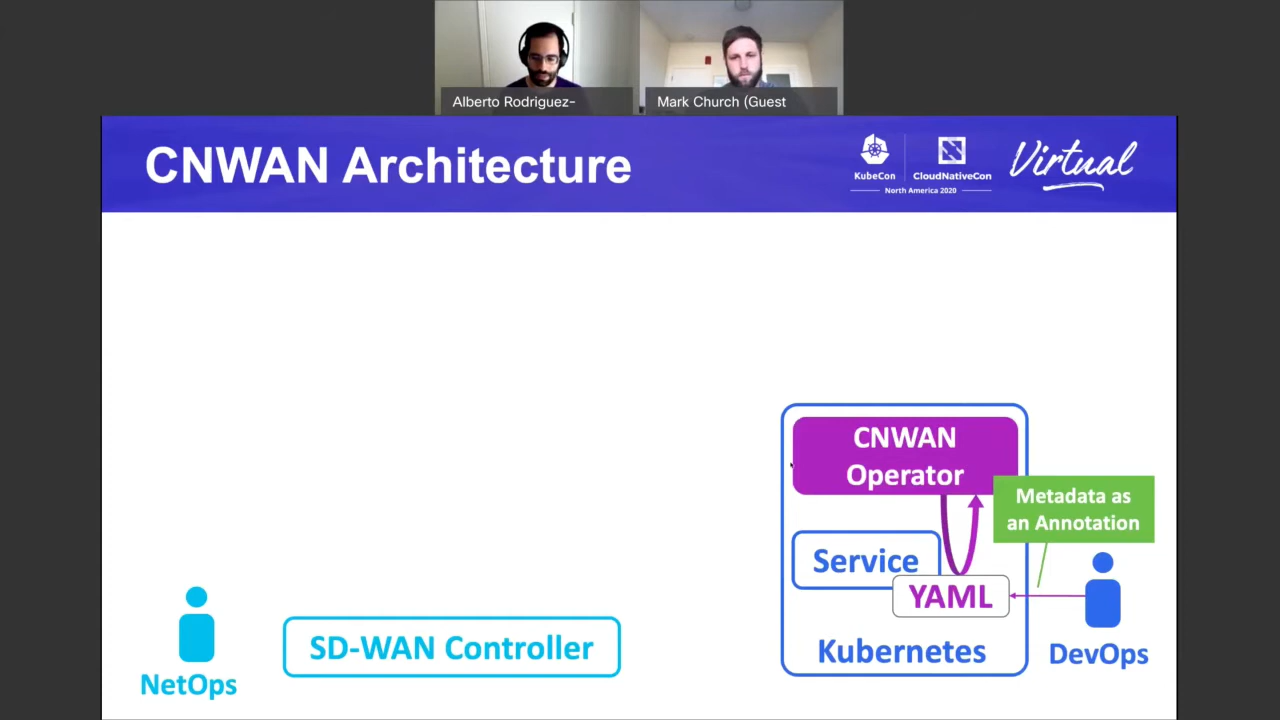 Alberto Rodriguez-
Mark Church (Guest
CNWAN Architecture
KubeCon
CloudNativeCon
North America 2020
Virtual
CNWAN
Operator
Metadata as
an Annotation
Service
YAML
Kubernetes
DevOps
SD-WAN Controller
NetOps